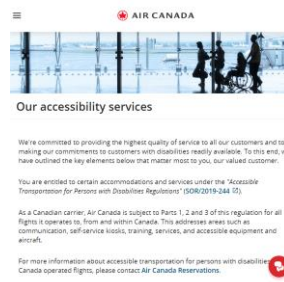 AIR CANADA
Our accessibility services
We're committed to providing the highest quality of service to all our customers and to
making our commitments to customers with disabilities readily available. To this end, w
have outlined the key elements below that matter most to you, our valued customer.
You are entitled to certain accommodations and services under the "Accessible
Transportation for Persons with Disabilities Regulations" (SOR/2019-244).
As a Canadian carrier, Air Canada is subject to Parts 1, 2 and 3 of this regulation for all
flights it operates to, from and within Canada. This addresses areas such as
communication, self-service kiosks, training, services, and accessible equipment and
aircraft.
For more information about accessible transportation for persons with disabilities
Canada operated flights, please contact Air Canada Reservations.